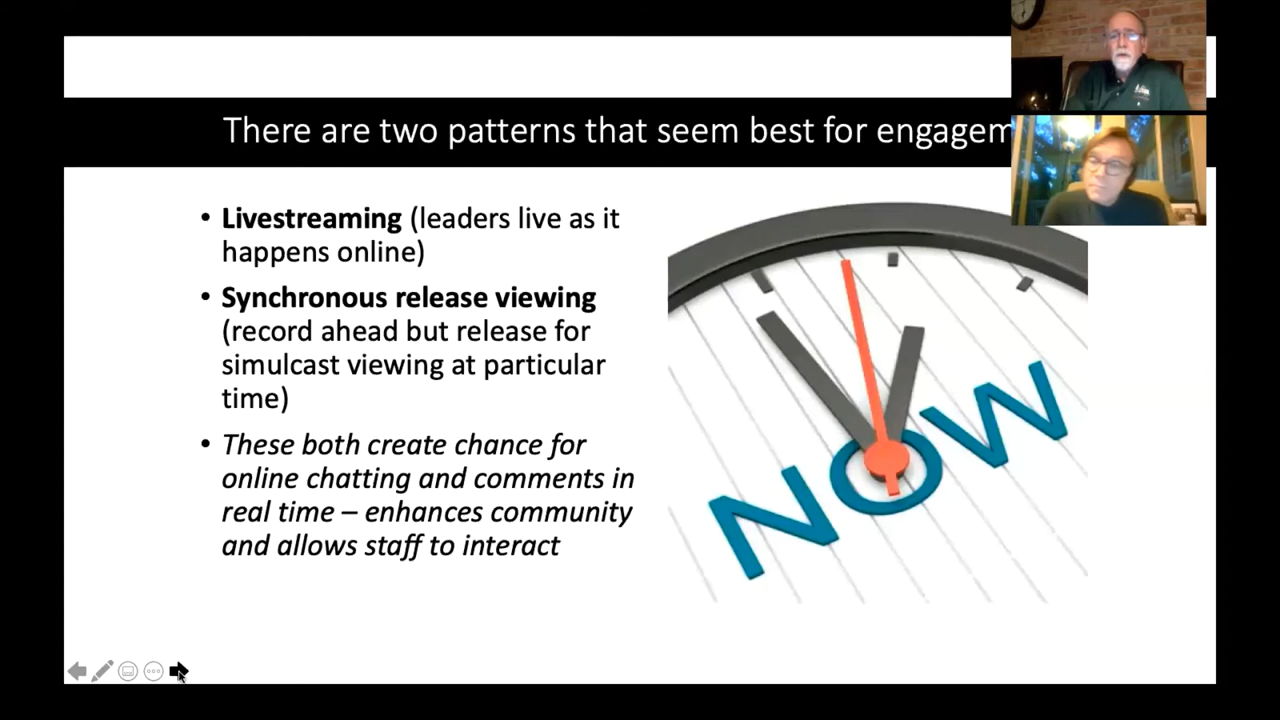 There are two patterns that seem best for engagem
• Livestreaming (leaders live as it
happens online)
• Synchronous release viewing
(record ahead but release for
simulcast viewing at particular
time)
• These both create chance for
online chatting and comments in
real time – enhances community
and allows staff to interact
NOW